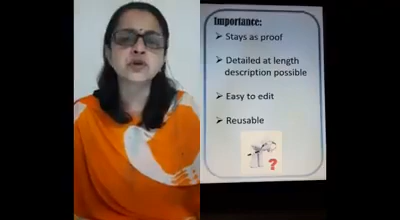 Importance::
➢ Stays as proof
➢ Detailed at length
description possible
➢ Easy to edit
➢ Reusable
?